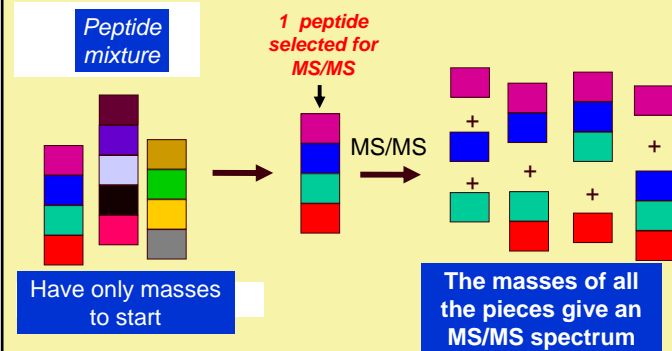 Peptide
mixture
1 peptide
selected for
MS/MS
MS/MS
+
+
+
+
+
+
Have only masses
to start
The masses of all
the pieces give an
MS/MS spectrum